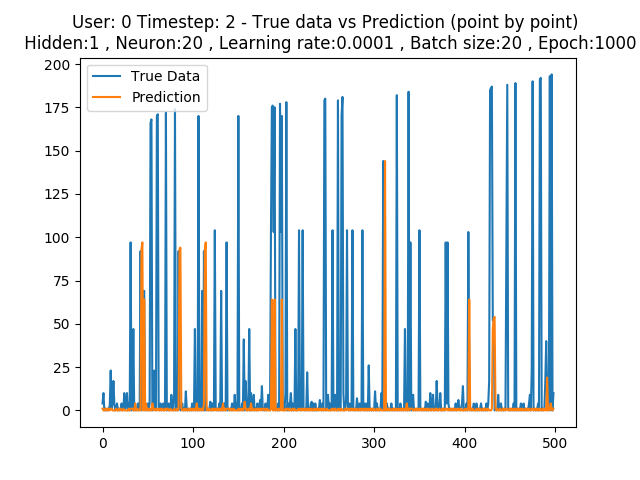 User: 0 Timestep: 2 - True data vs Prediction (point by point)
Hidden:1 , Neuron:20 , Learning rate:0.0001 , Batch size:20 , Epoch:1000
True Data
Prediction
200
175
150
125
100
75
50
25
0
0 100 200 300 400 500